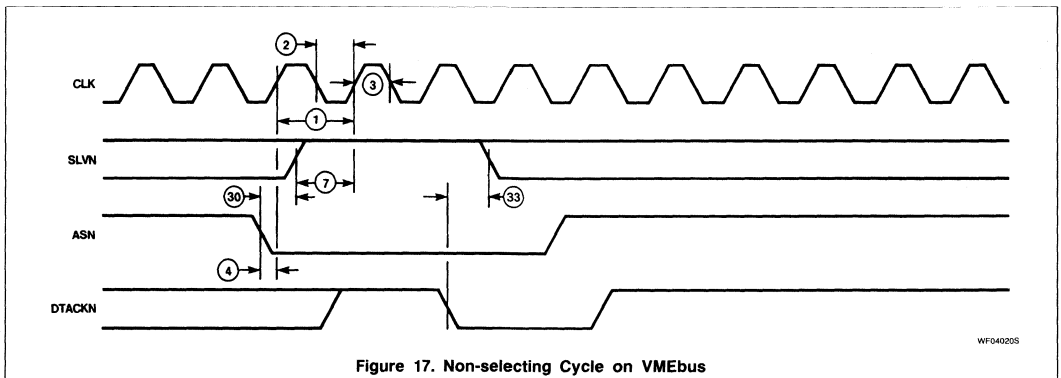 2
CLK
3
1
SLVN
7
30
33
ASN
4
DTACKN
WF04020S
Figure 17. Non-selecting Cycle on VMEbus